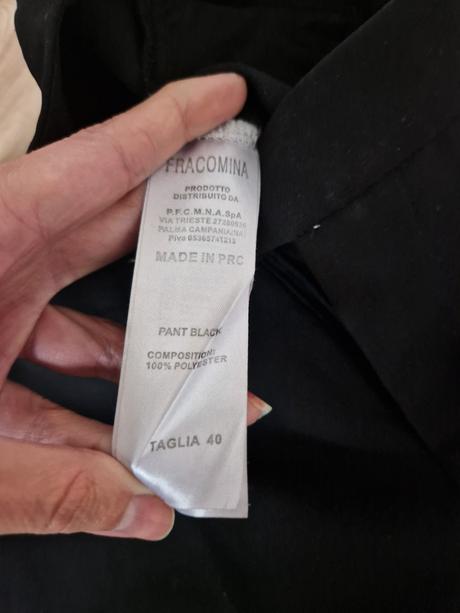 FRACOMINA
PRODOTTO
DISTRIBUITO DA
P.F.C.M.N.A. SpA
VIA TRIESTE
PALMA CAMPANIA(NA)
MADE IN PRC
PANT BLACK
COMPOSITION:
100% POLYESTER
TAGLIA 40